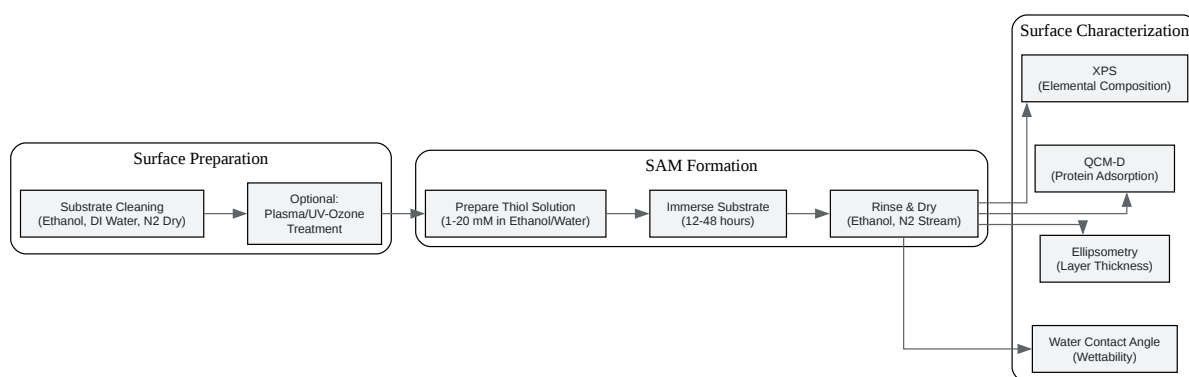 Surface Preparation
Substrate Cleaning
(Ethanol, DI Water, N2 Dry)
Optional:
Plasma/UV-Ozone
Treatment
SAM Formation
Prepare Thiol Solution
(1-20 mM in Ethanol/Water)
Immerse Substrate
(12-48 hours)
Rinse & Dry
(Ethanol, N2 Stream)
Surface Characterization
XPS
(Elemental Composition)
QCM-D
(Protein Adsorption)
Ellipsometry
(Layer Thickness)
Water Contact Angle
(Wettability)